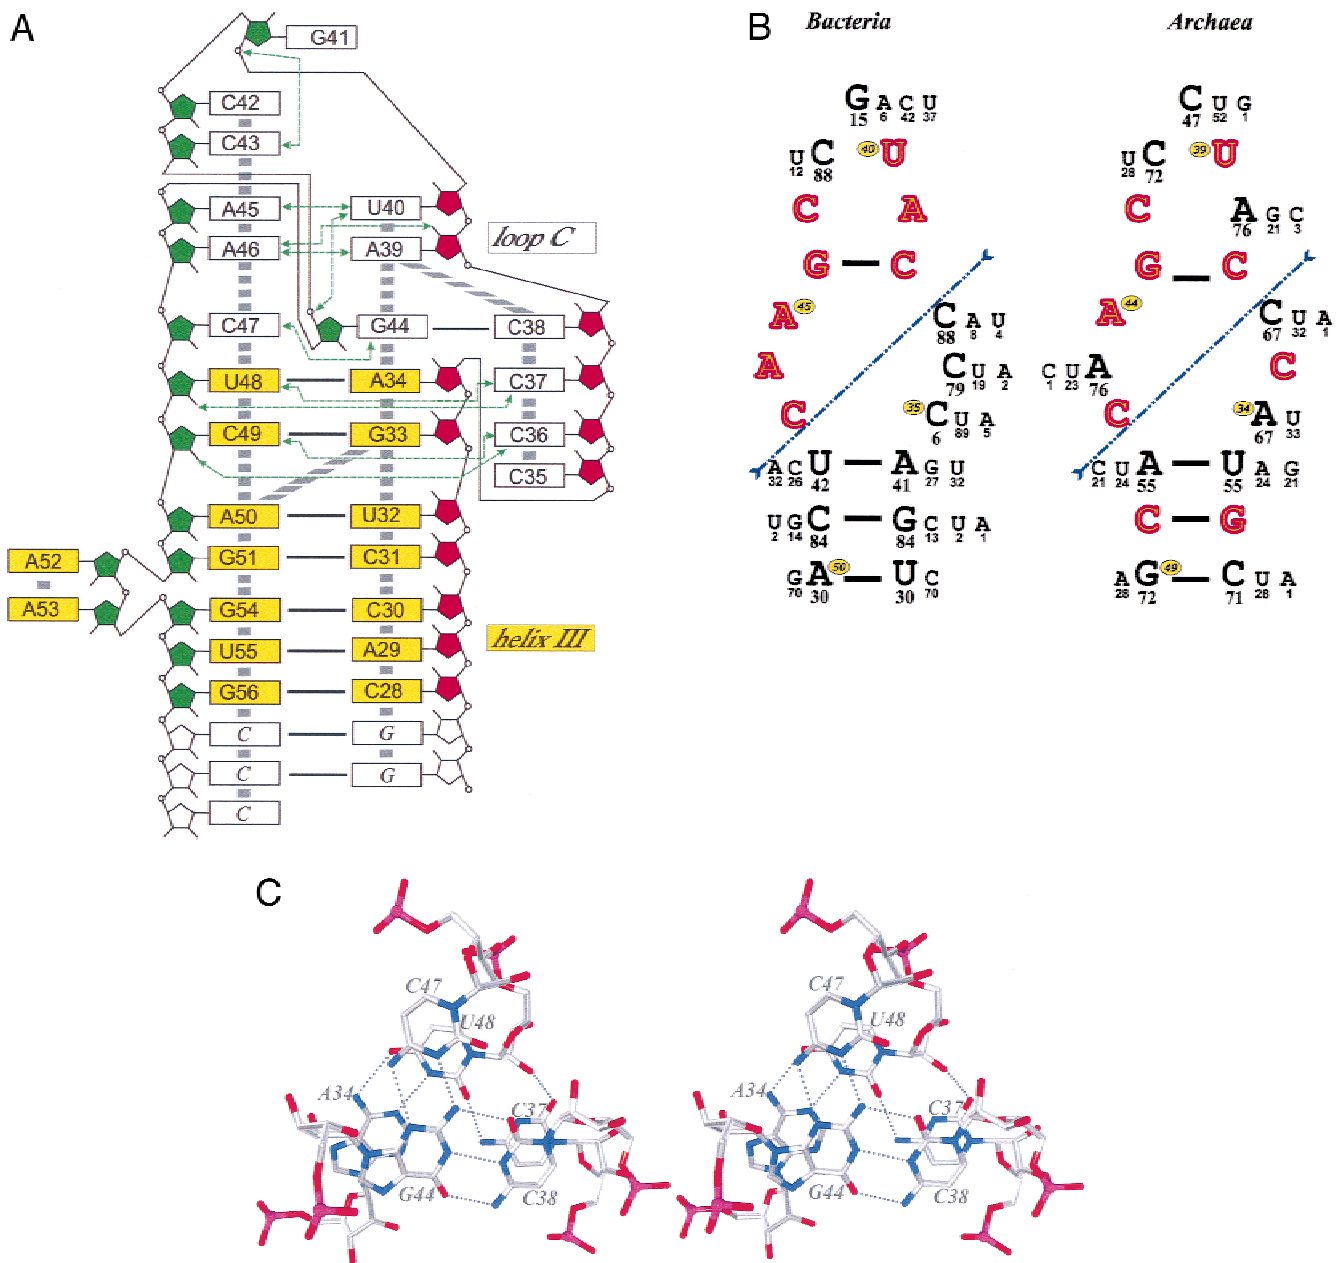 A
G41
C42
C43
A45 U40
loop C
A46 A39
C47 G44 C38
U48 A34 C37
C49 G33 C36
C35
A50 U32
A52 G51 C31
A53 G54 C30
helix III
U55 A29
G56 C28
C G
C G
C
B Bacteria Archaea
G A C U C U G
15 6 42 37 47 52 1
U C 40 U U C 39 U
12 88 28 72
C A C A G C
76 21 3
G C G C
A 45 C A U A 44 C U A
88 8 4 67 32 1
A C U A C U A C
79 19 2 1 23 76
C 35 C U A C 34 A U
6 89 5 67 33
A C U A G U C U A U A G
32 26 42 41 27 32 21 24 55 55 24 21
U G C G C U A C G
2 14 84 84 13 2 1
G A 50 U C A G 49 C U A
70 30 30 70 28 72 71 28 1
C
C47 C47
U48 U48
A34 C37 A34 C37
G44 C38 G44 C38